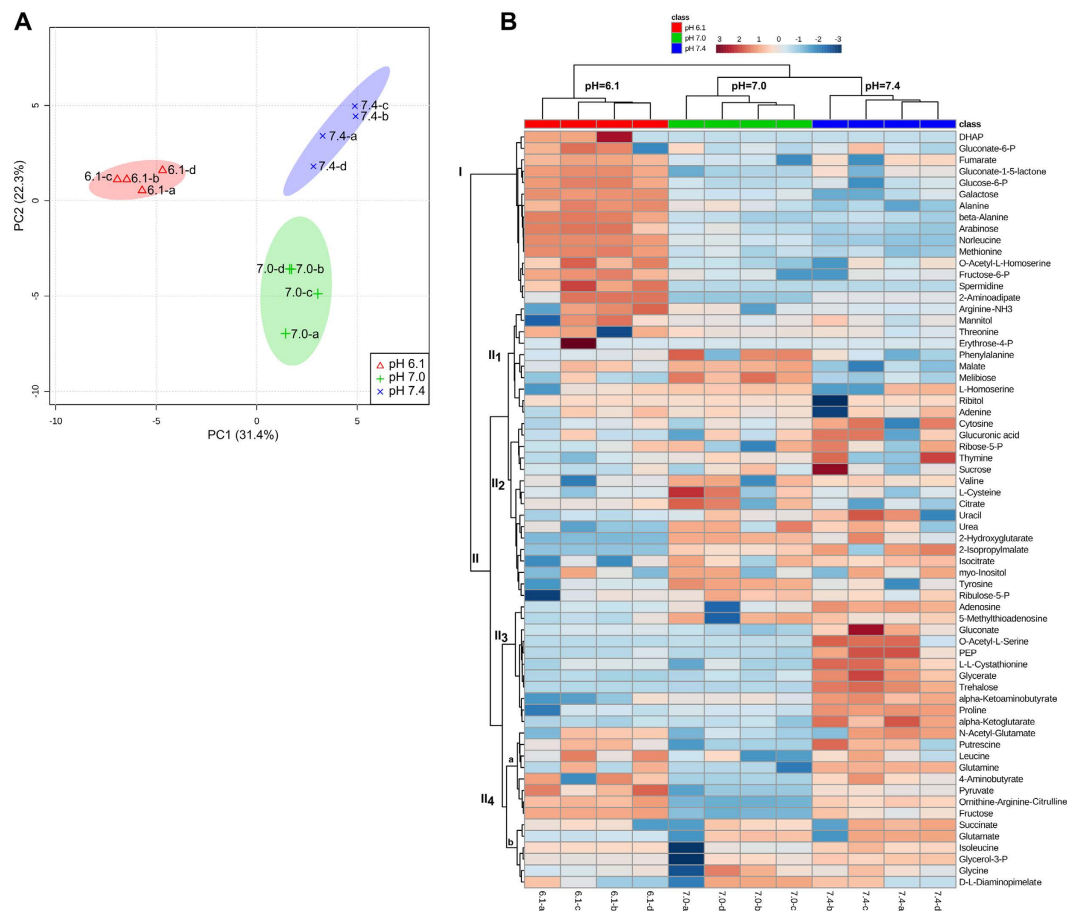 A
B
class
pH 6.1
pH 7.0
pH 7.4
3 2 1 0 -1 -2 -3
pH=6.1
pH=7.0
pH=7.4
class
5
0
-5
-10
PC2 (22.3%)
-10 -5 0 5
PC1 (31.4%)
7.4-c
7.4-b
7.4-a
7.4-d
6.1-c
6.1-b
6.1-d
6.1-a
7.0-d
7.0-b
7.0-c
7.0-a
pH 6.1
pH 7.0
pH 7.4
I
II
II1
II2
II3
II4
a
b
DHAP
Gluconate-6-P
Fumarate
Gluconate-1-5-lactone
Glucose-6-P
Galactose
Alanine
beta-Alanine
Arabinose
Norleucine
Methionine
O-Acetyl-L-Homoserine
Fructose-6-P
Spermidine
2-Aminoadipate
Arginine-NH3
Mannitol
Threonine
Erythrose-4-P
Phenylalanine
Malate
Melibiose
L-Homoserine
Ribitol
Adenine
Cytosine
Glucuronic acid
Ribose-5-P
Thymine
Sucrose
Valine
L-Cysteine
Citrate
Uracil
Urea
2-Hydroxyglutarate
2-Isopropylmalate
Isocitrate
myo-Inositol
Tyrosine
Ribulose-5-P
Adenosine
5-Methylthioadenosine
Gluconate
O-Acetyl-L-Serine
PEP
L-L-Cystathionine
Glycerate
Trehalose
alpha-Ketoaminobutyrate
Proline
alpha-Ketoglutarate
N-Acetyl-Glutamate
Putrescine
Leucine
Glutamine
4-Aminobutyrate
Pyruvate
Ornithine-Arginine-Citrulline
Fructose
Succinate
Glutamate
Isoleucine
Glycerol-3-P
Glycine
D-L-Diaminopimelate
6.1-a
6.1-c
6.1-b
6.1-d
7.0-a
7.0-d
7.0-b
7.0-c
7.4-b
7.4-c
7.4-a
7.4-d